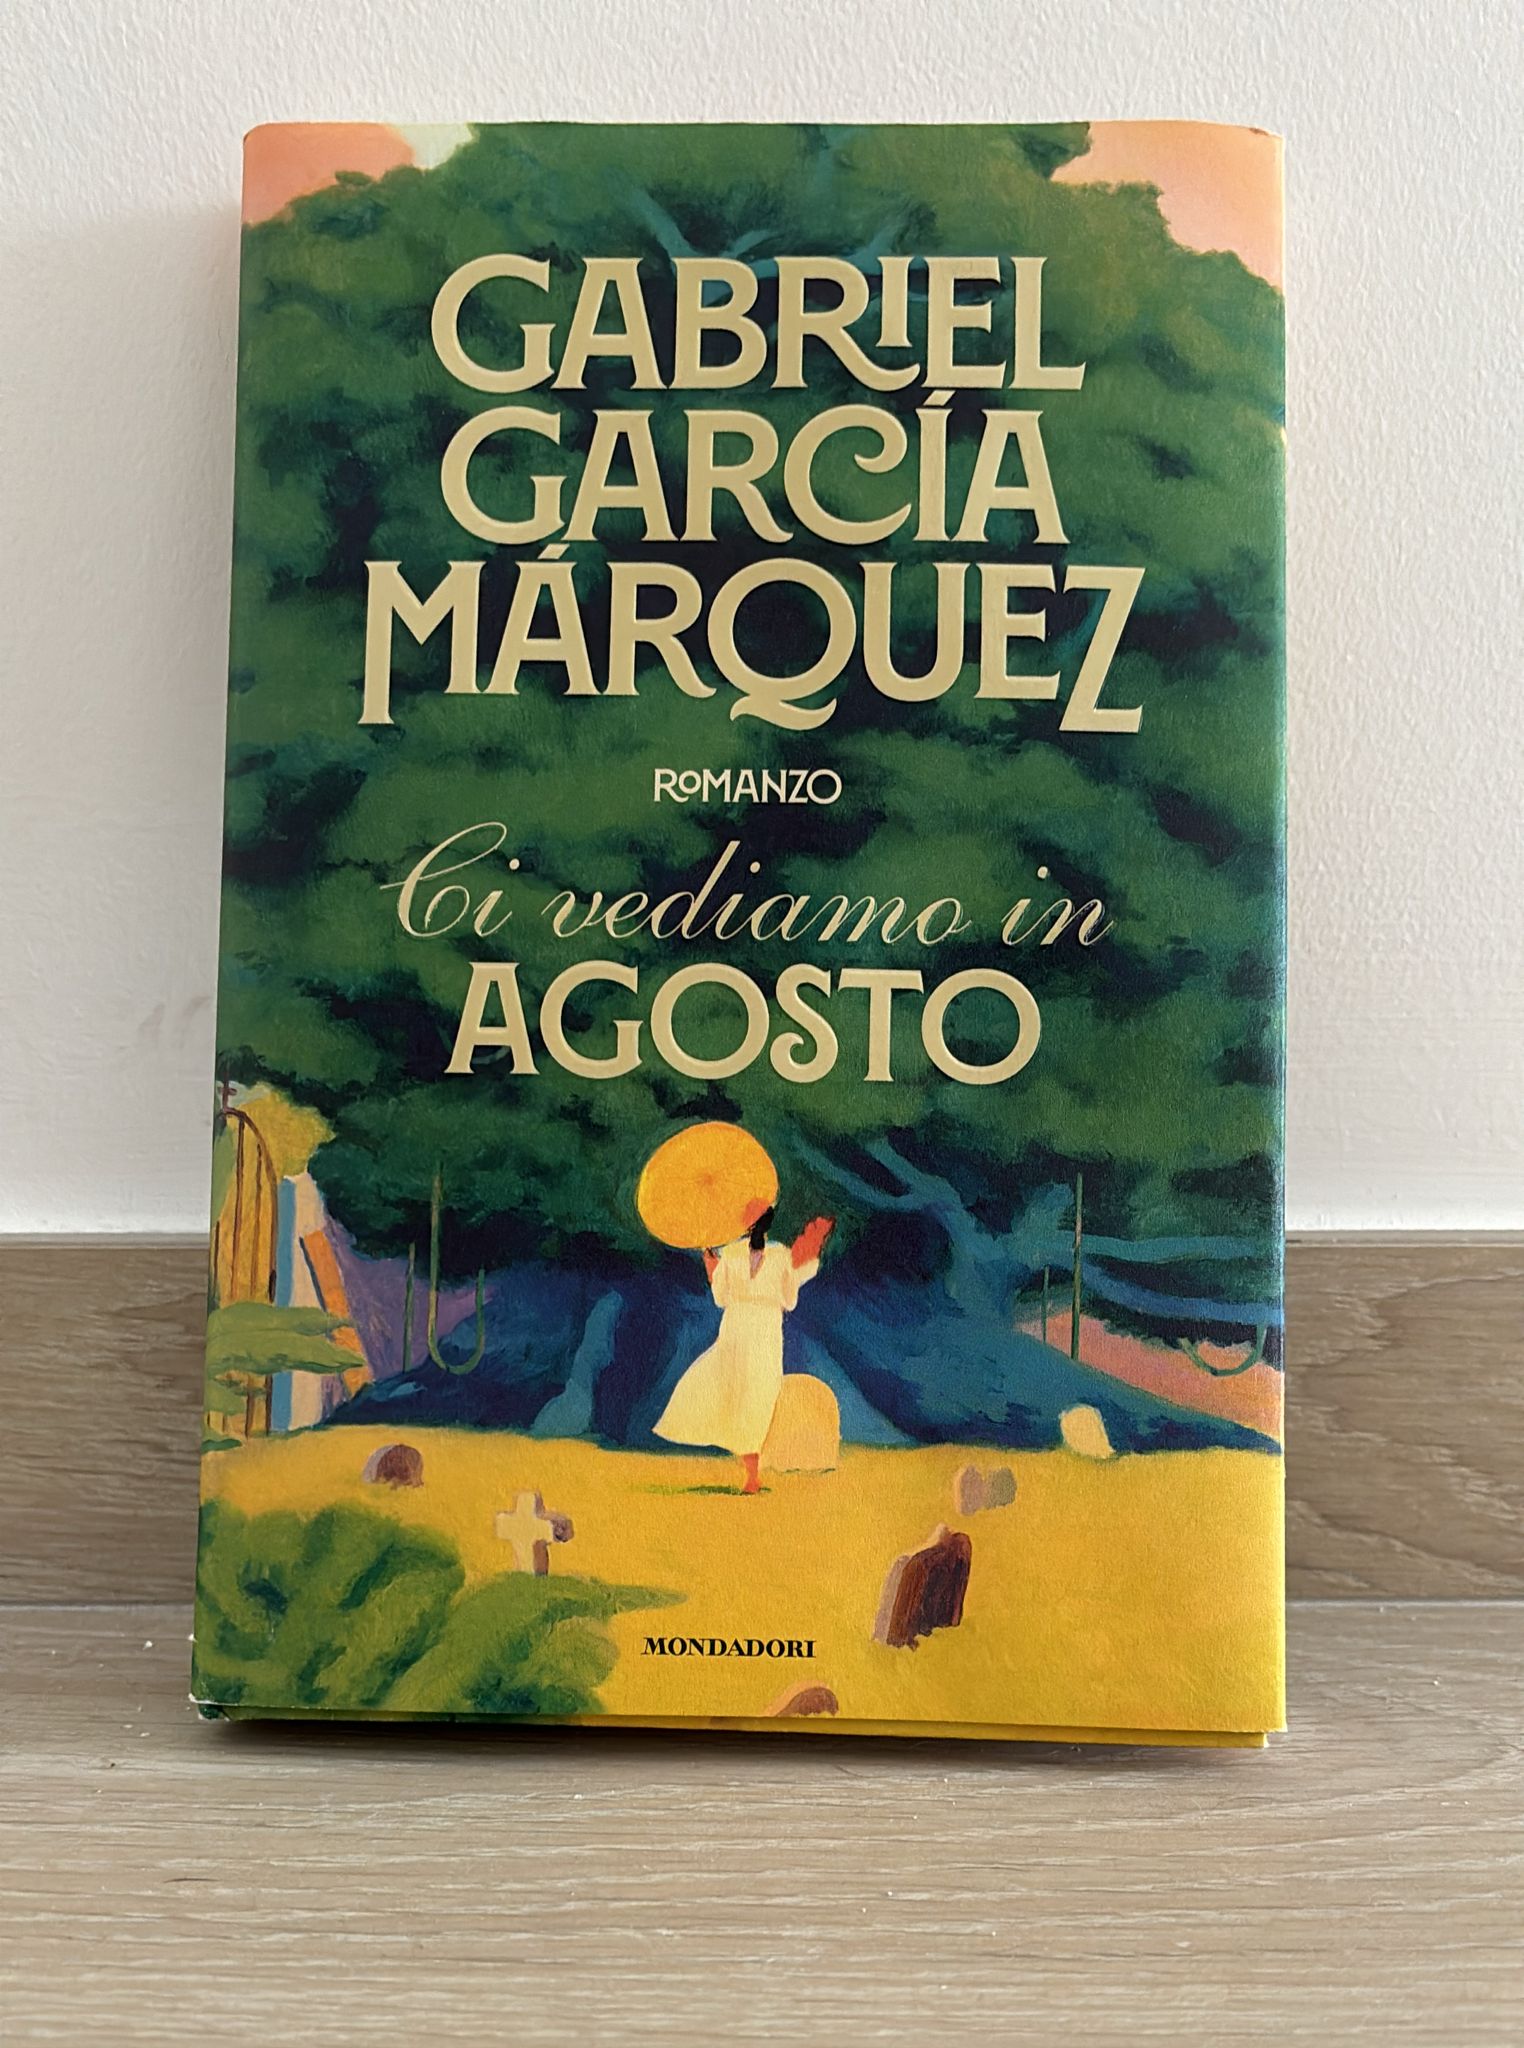 GABRIEL
GARCÍA
MÁRQUEZ
ROMANZO
Ci vediamo in
AGOSTO
MONDADORI